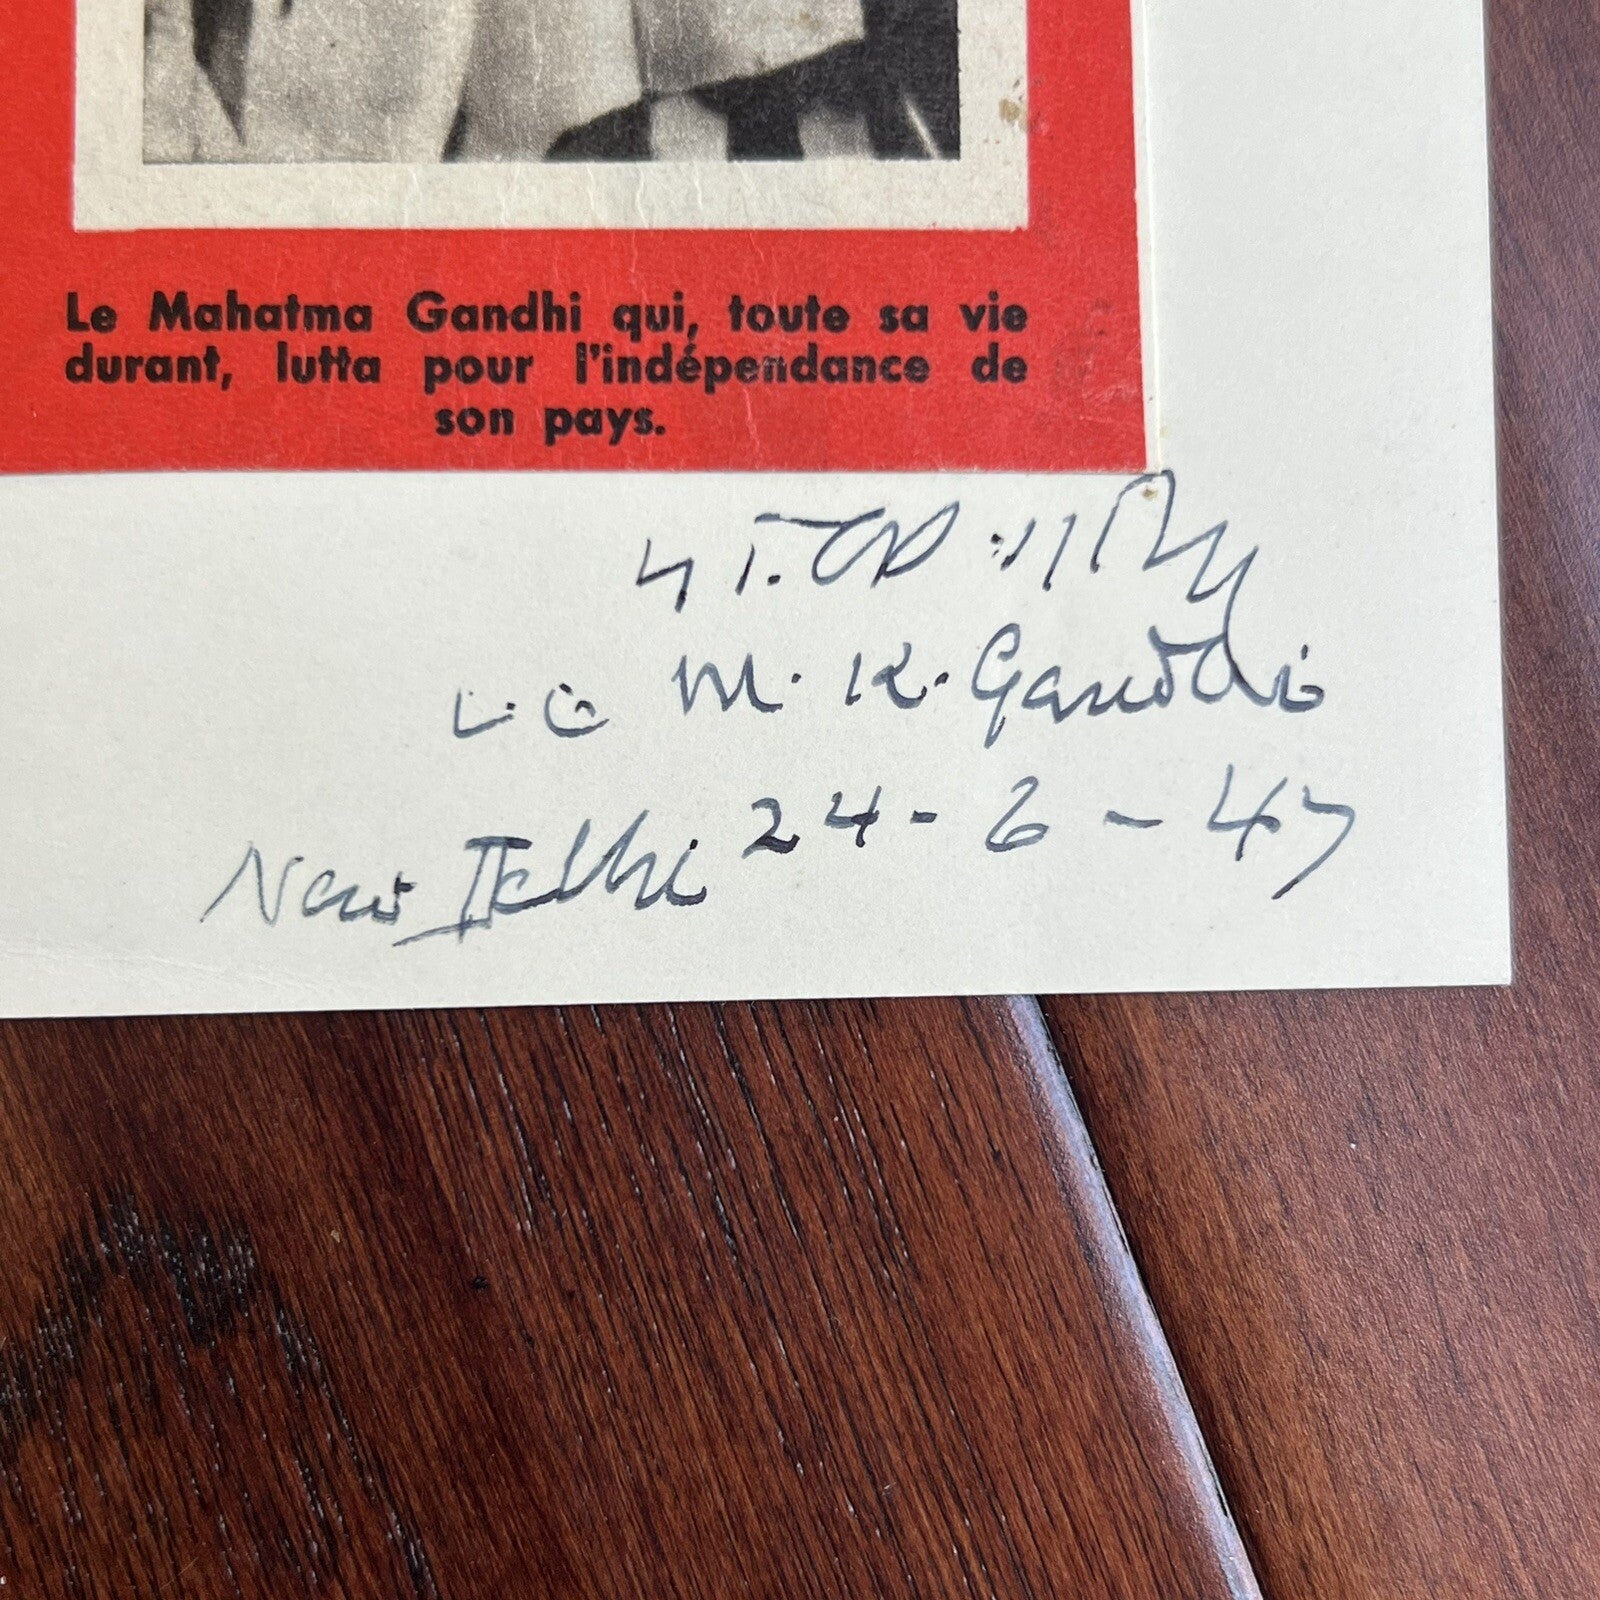 Le Mahatma Gandhi qui, toute sa vie
durant, lutta pour l'indépendance de
son pays.
M. K. Gandhi
New Delhi 24-6-47